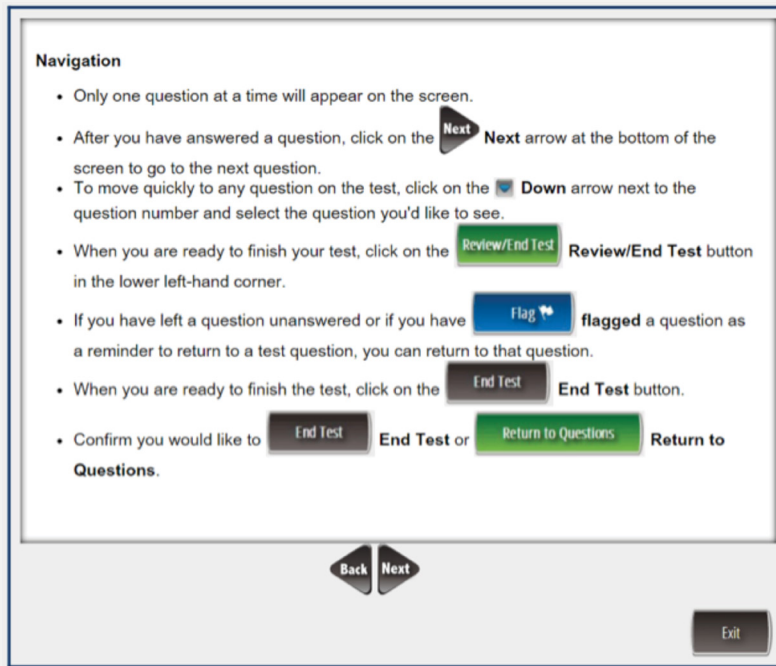 Navigation
• Only one question at a time will appear on the screen.
• After you have answered a question, click on the Next Next arrow at the bottom of the
screen to go to the next question.
• To move quickly to any question on the test, click on the Down arrow next to the
question number and select the question you'd like to see.
• When you are ready to finish your test, click on the Review/End Test Review/End Test button
in the lower left-hand corner.
• If you have left a question unanswered or if you have Flag flagged a question as
a reminder to return to a test question, you can return to that question.
• When you are ready to finish the test, click on the End Test End Test button.
• Confirm you would like to End Test End Test or Return to Questions Return to
Questions.
Back Next
Exit